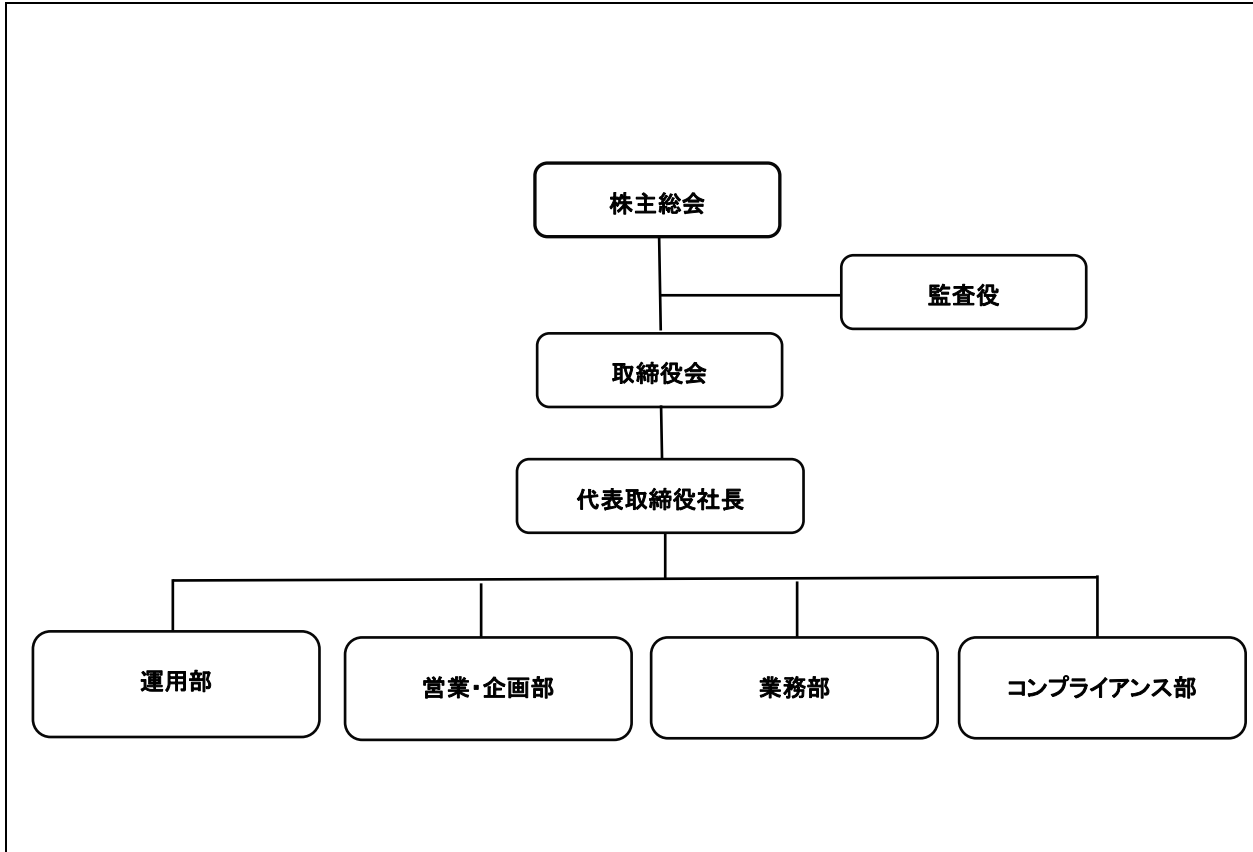 株主総会
監査役
取締役会
代表取締役社長
運用部
営業・企画部
業務部
コンプライアンス部